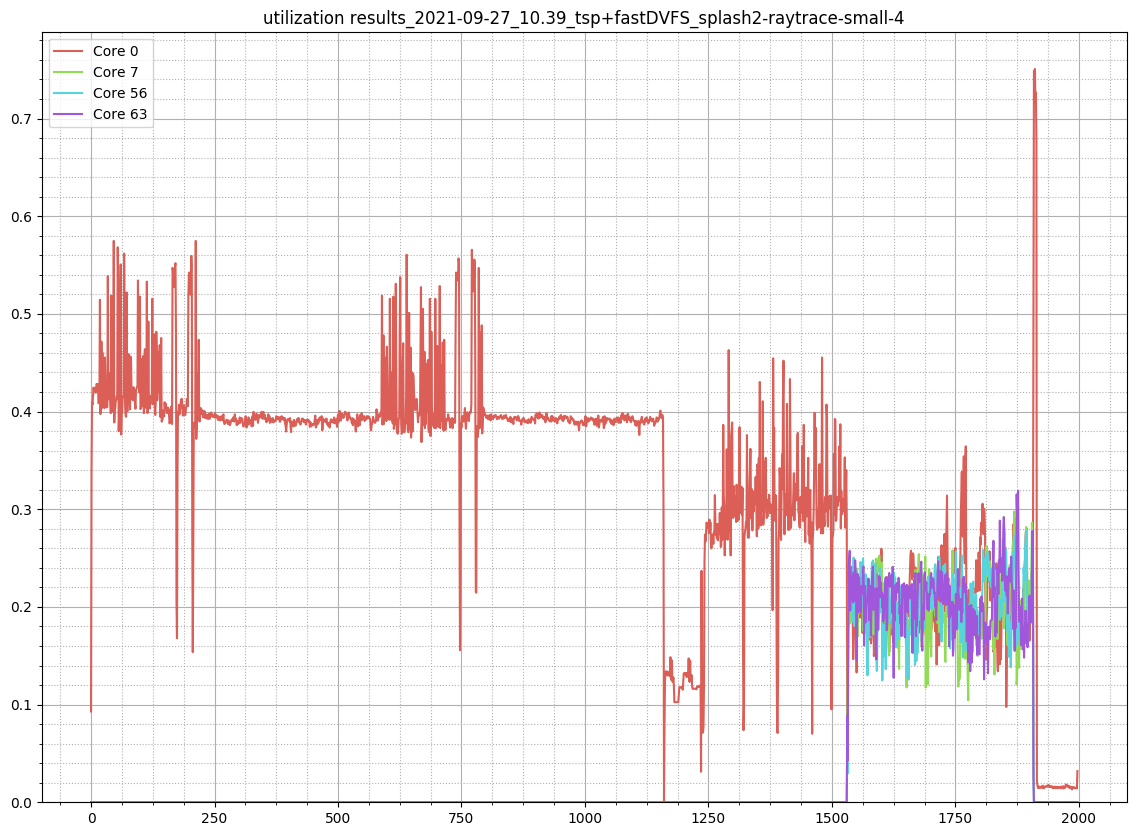 utilization results_2021-09-27_10.39_tsp+fastDVFS_splash2-raytrace-small-4
Core 0
Core 7
Core 56
Core 63
0.7
0.6
0.5
0.4
0.3
0.2
0.1
0.0
0 250 500 750 1000 1250 1500 1750 2000